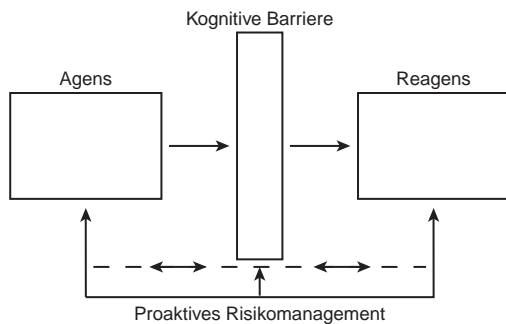 Kognitive Barriere
Agens
Reagens
Proaktives Risikomanagement